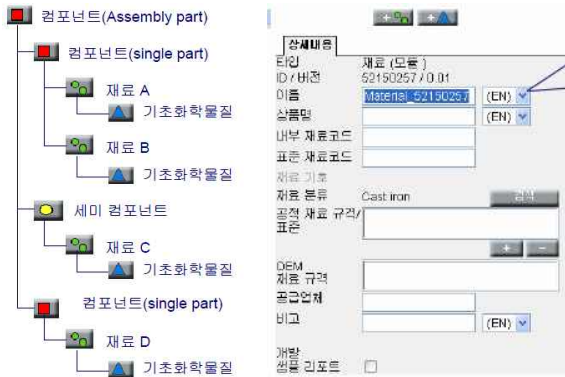 컴포넌트(Assembly part)
컴포넌트(single part)
재료 A
기초화학물질
재료 B
기초화학물질
세미 컴포넌트
재료 C
기초화학물질
컴포넌트(single part)
재료 D
기초화학물질
상세내용
타입 재료 (모듈 )
ID / 버전 52150257 / 0.01
이름 Material_52150257 (EN)
상품명 (EN)
내부 재료코드
표준 재료코드
재료 기호
재료 분류 Cast iron 검색
공적 재료 규격/
표준
+ -
OEM
재료 규격
공급업체
비고 (EN)
개발
샘플 리포트